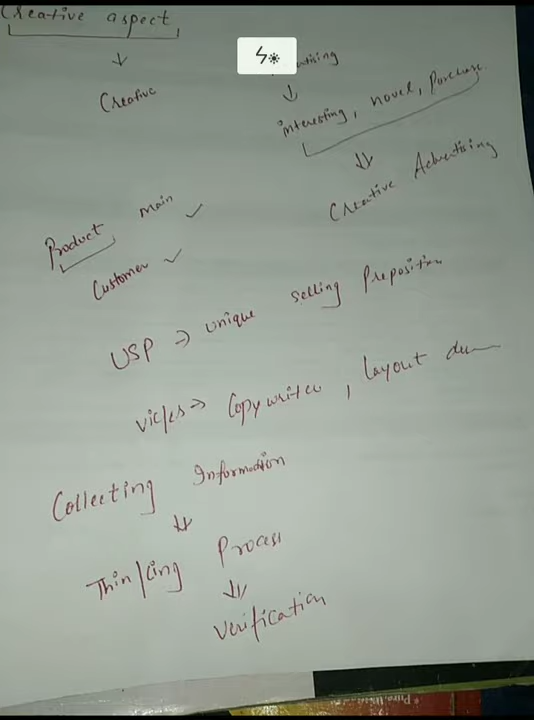 Creative aspect
Creative
interesting, novel, purchase
Creative Advertising
Product main
Customer
USP ⇒ unique selling Preposition
⇒ Copywriter, Layout
Collecting Information
Thinking Process
Verification